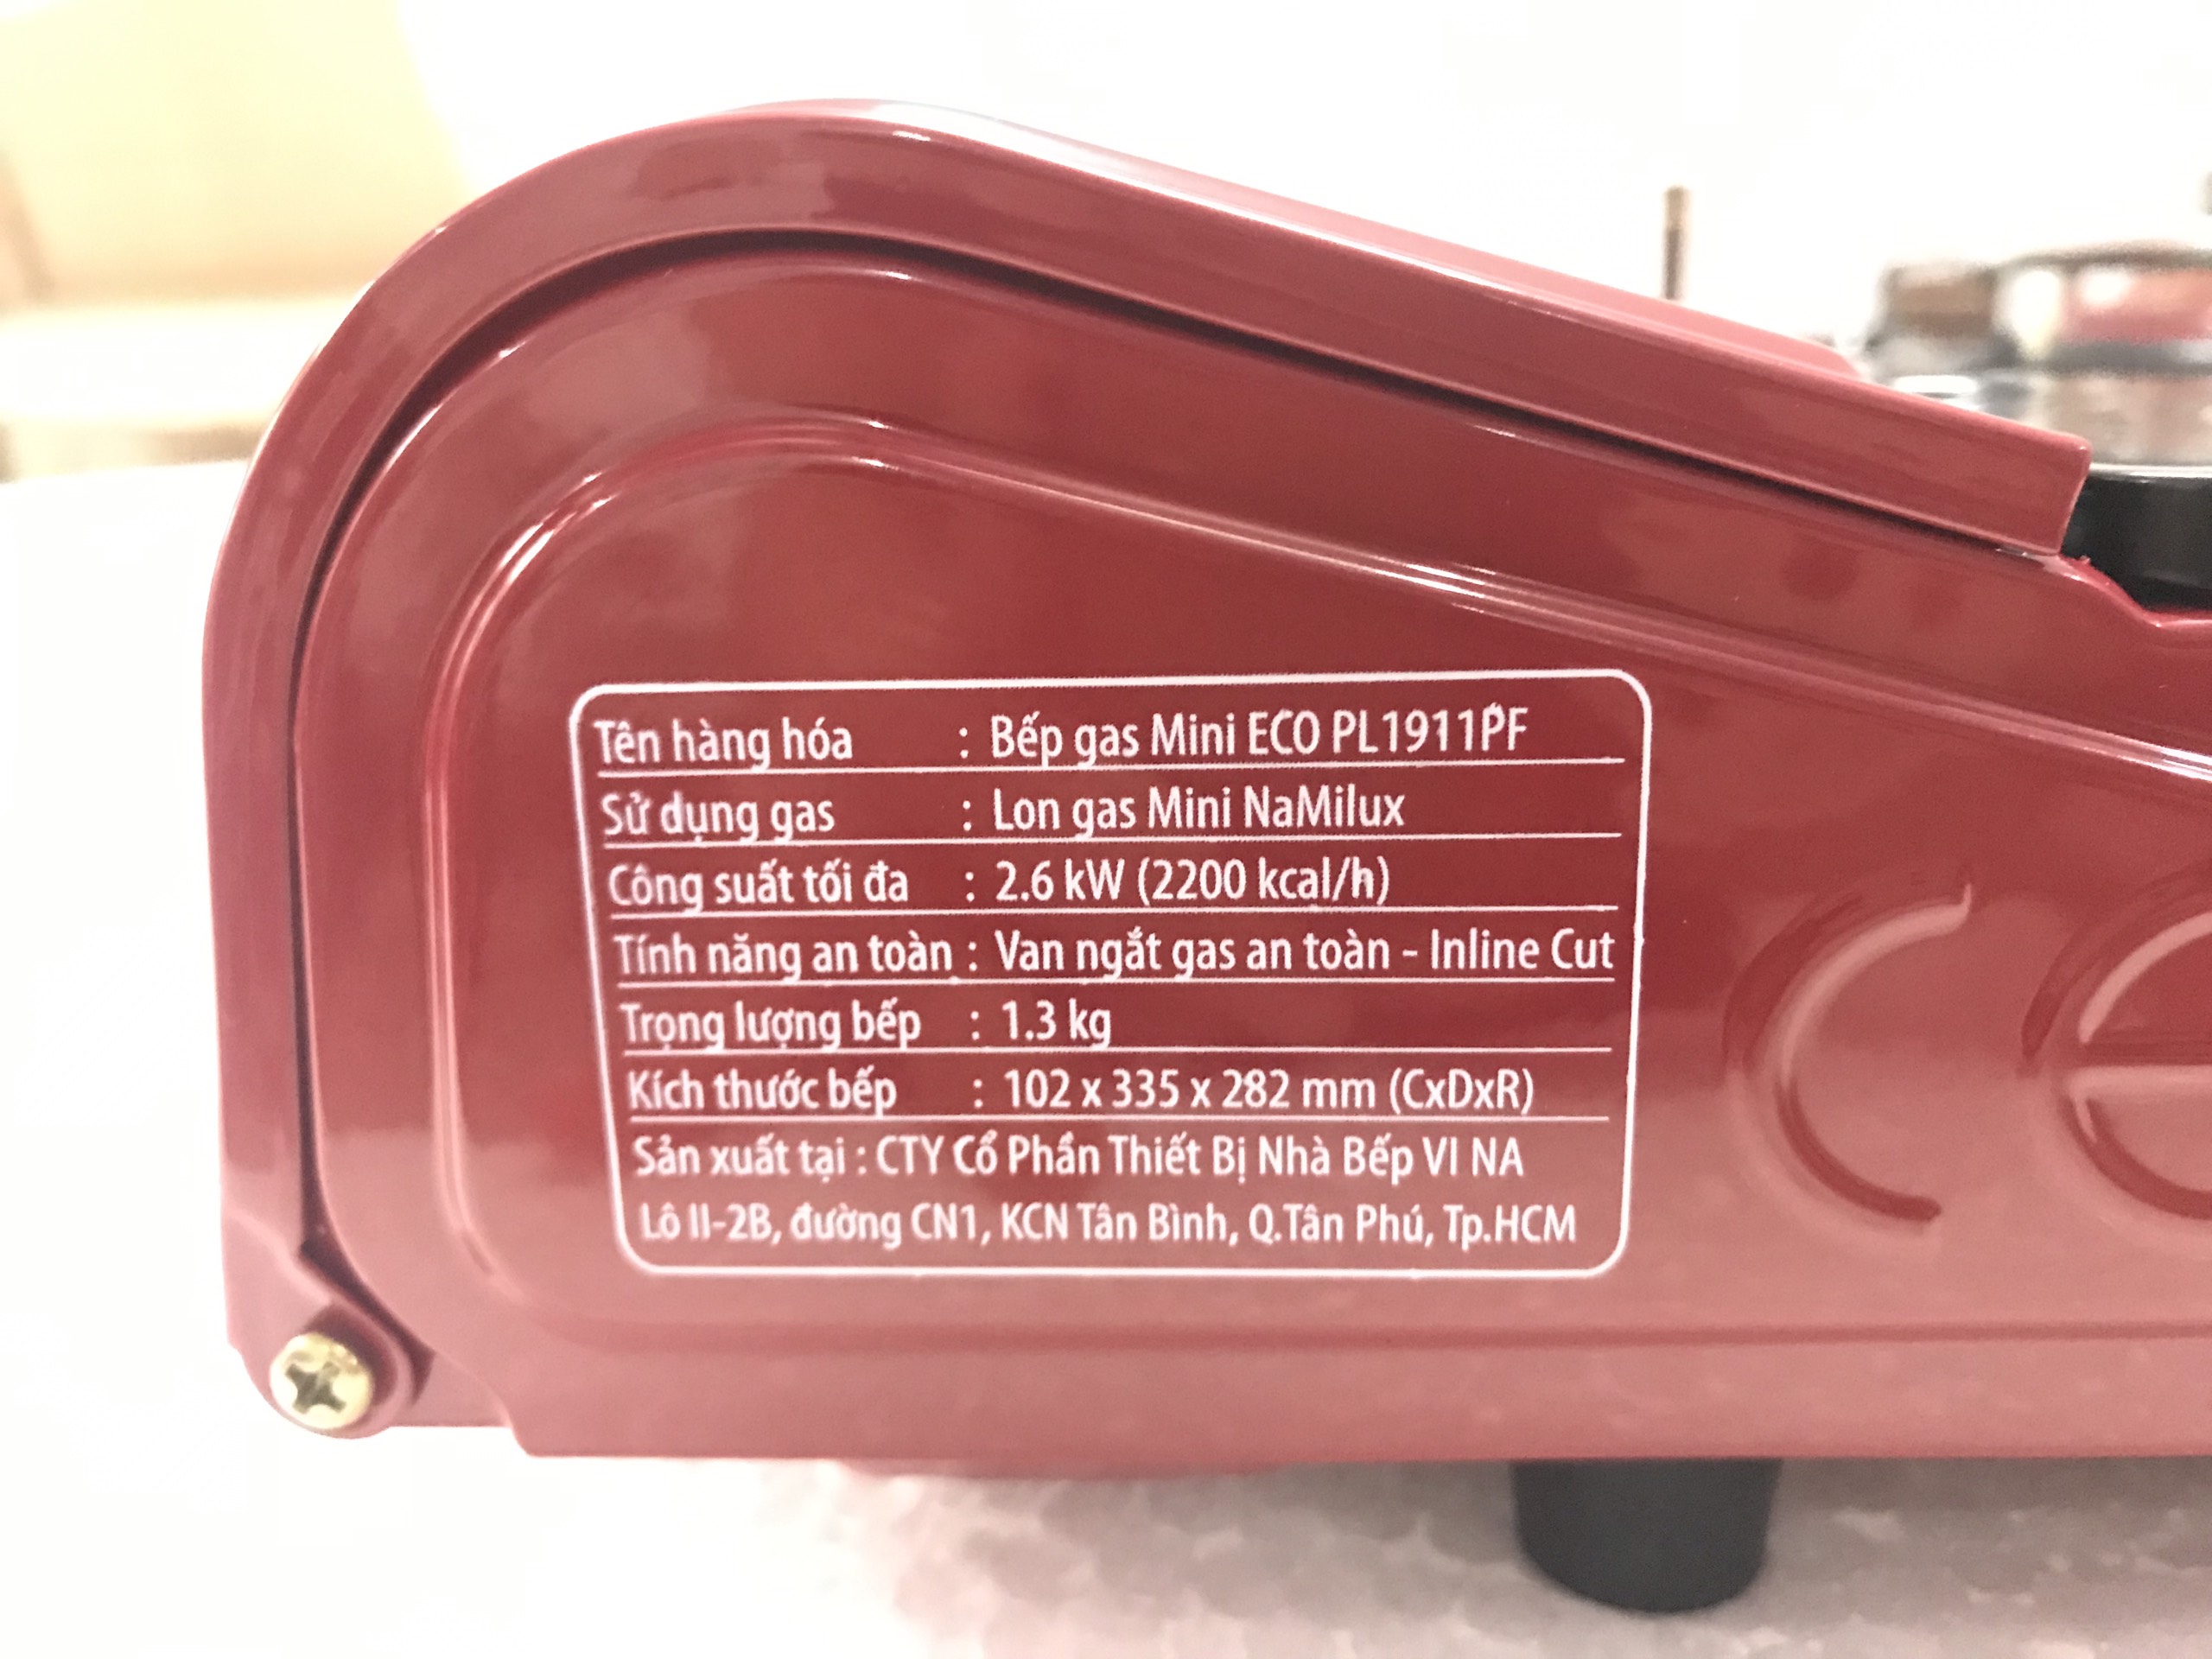 Tên hàng hóa : Bếp gas Mini ECO PL1911PF
Sử dụng gas : Lon gas Mini NaMilux
Công suất tối đa : 2.6 kW (2200 kcal/h)
Tính năng an toàn : Van ngắt gas an toàn - Inline Cut
Trọng lượng bếp : 1.3 kg
Kích thước bếp : 102 x 335 x 282 mm (CxDxR)
Sản xuất tại : CTY Cổ Phần Thiết Bị Nhà Bếp VI NA
Lô II-2B, đường CN1, KCN Tân Bình, Q.Tân Phú, Tp.HCM